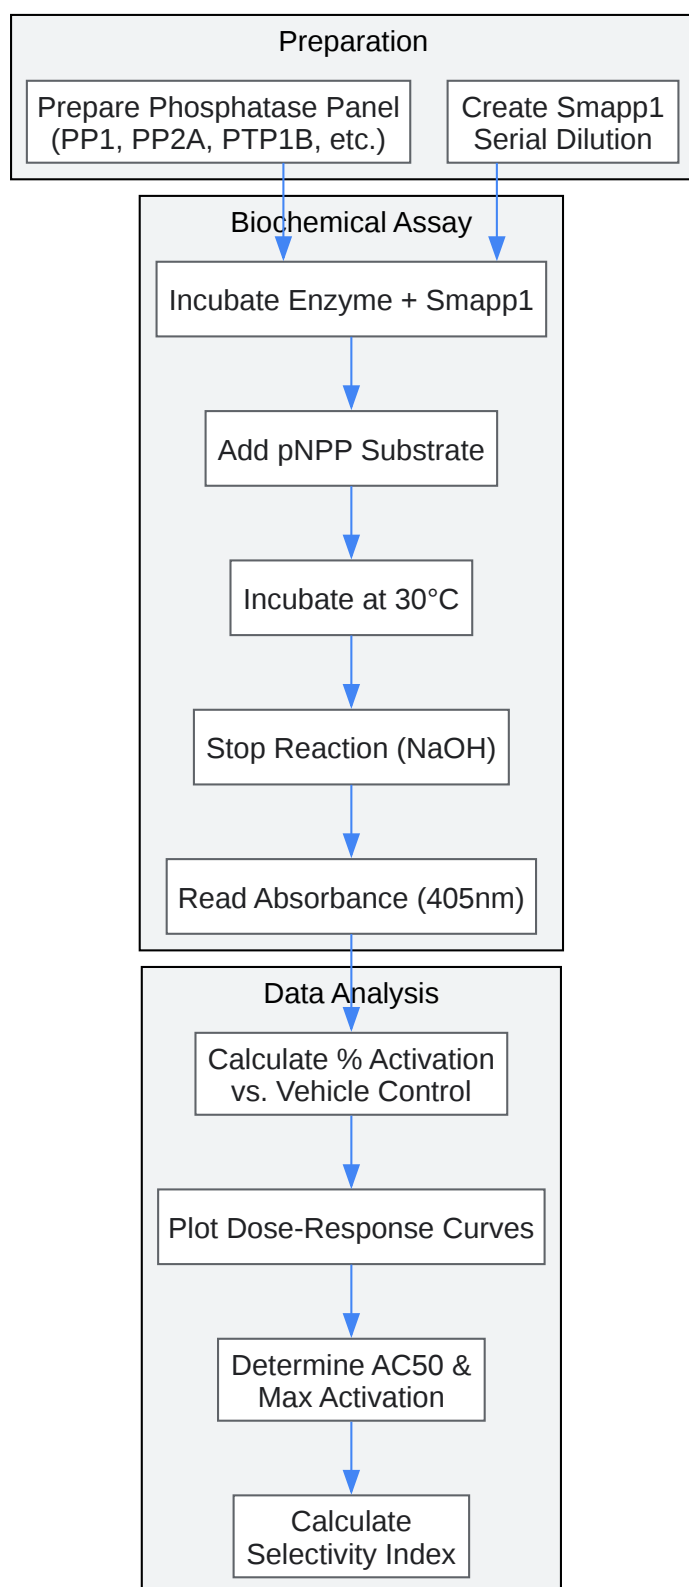 Preparation
Prepare Phosphatase Panel
(PP1, PP2A, PTP1B, etc.)
Create Smapp1
Serial Dilution
Biochemical Assay
Incubate Enzyme + Smapp1
Add pNPP Substrate
Incubate at 30°C
Stop Reaction (NaOH)
Read Absorbance (405nm)
Data Analysis
Calculate % Activation
vs. Vehicle Control
Plot Dose-Response Curves
Determine AC50 &
Max Activation
Calculate
Selectivity Index